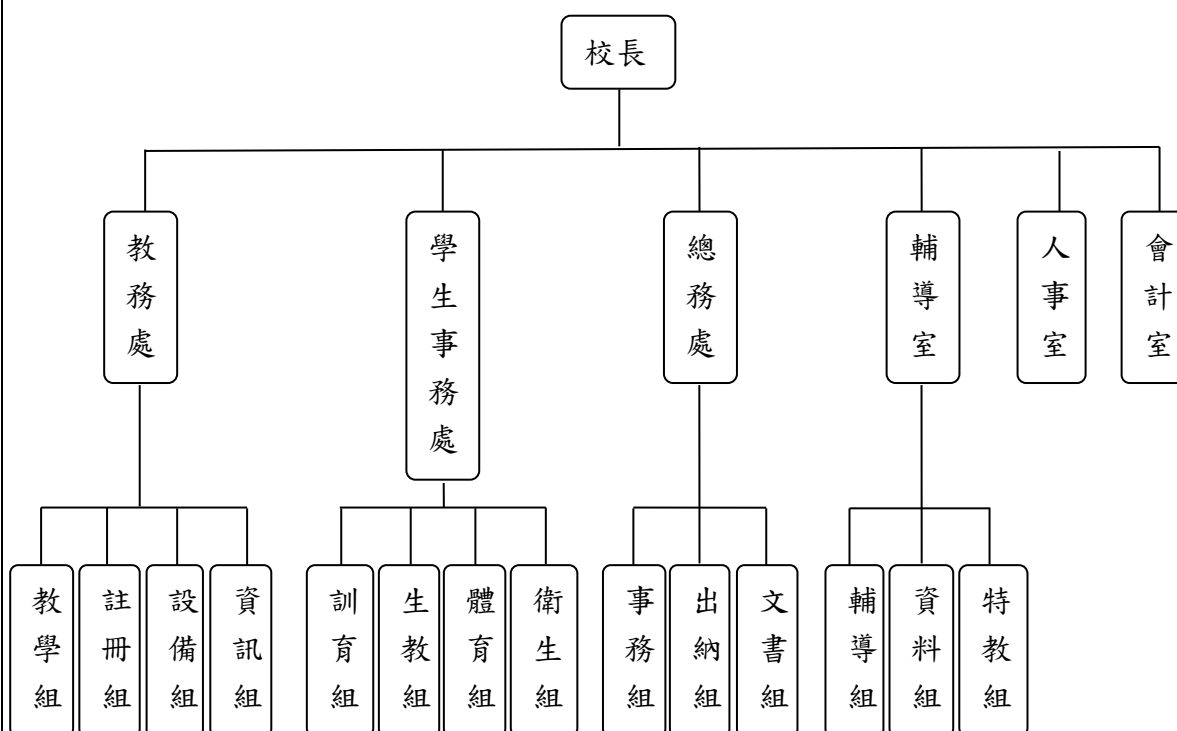 校長
教務處
學生事務處
總務處
輔導室
人事室
會計室
教學組
註冊組
設備組
資訊組
訓育組
生教組
體育組
衛生組
事務組
出納組
文書組
輔導組
資料組
特教組